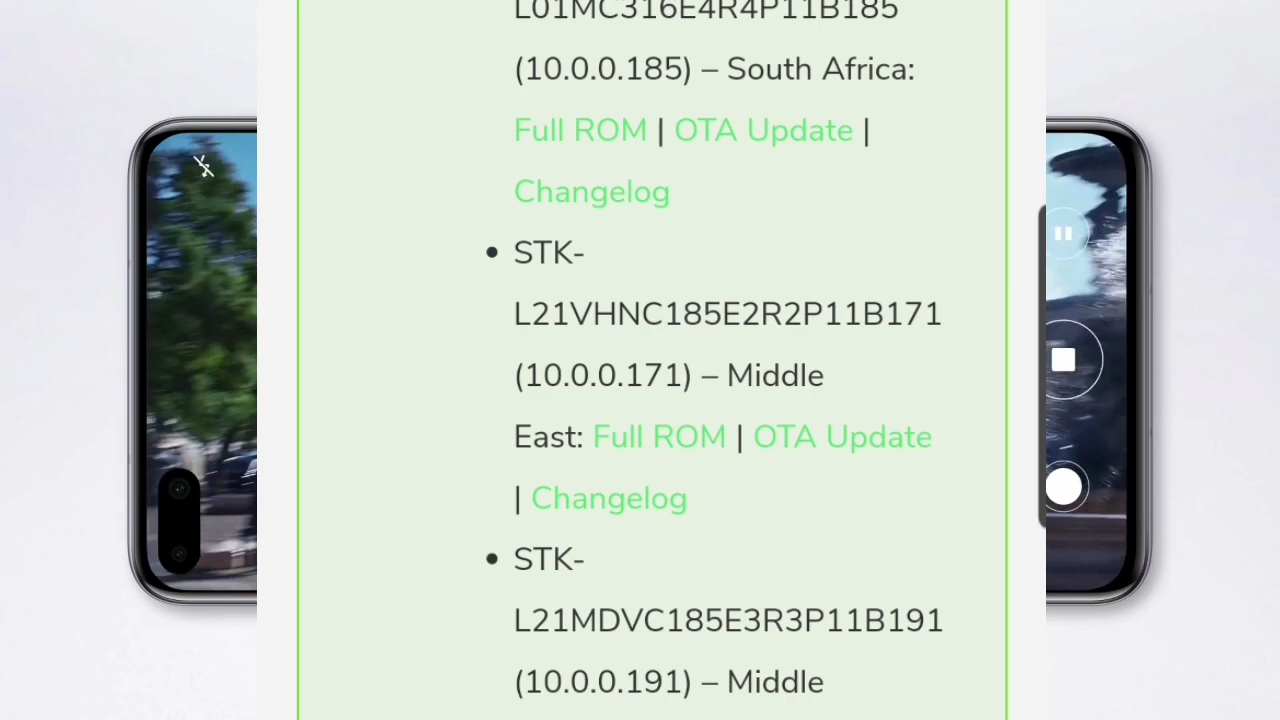 L01MC316E4R4P11B185
(10.0.0.185) – South Africa:
Full ROM | OTA Update |
Changelog
• STK-
L21VHNC185E2R2P11B171
(10.0.0.171) – Middle
East: Full ROM | OTA Update
| Changelog
• STK-
L21MDVC185E3R3P11B191
(10.0.0.191) – Middle